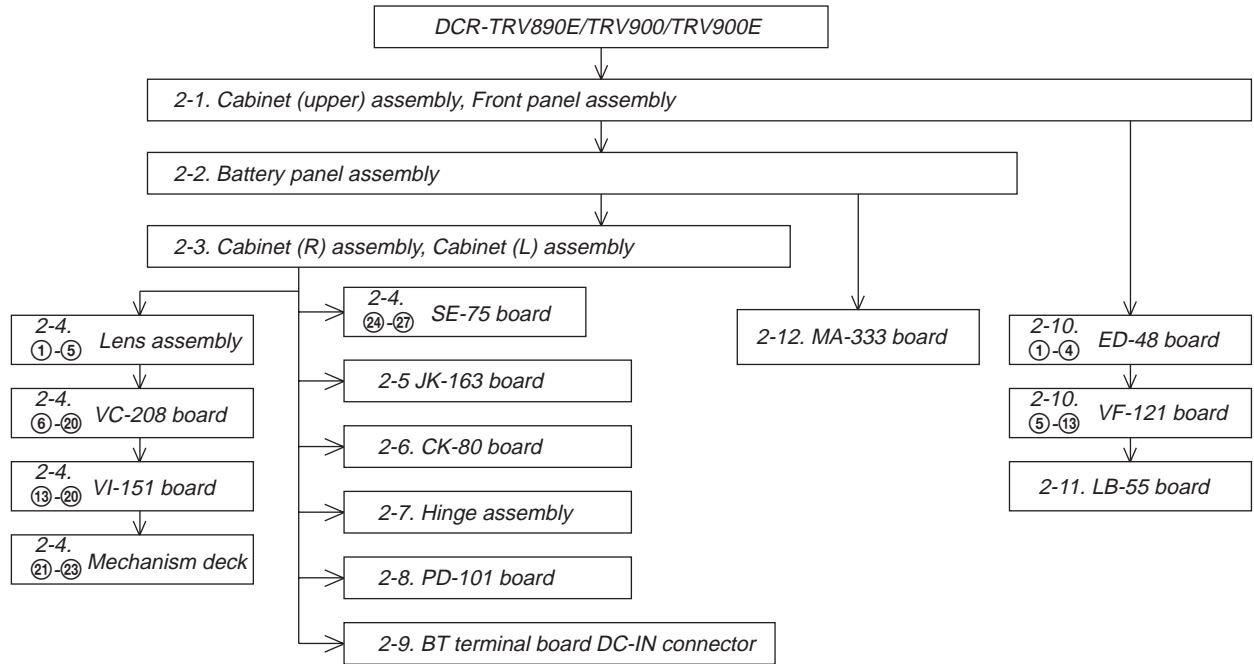 DCR-TRV890E/TRV900/TRV900E
2-1. Cabinet (upper) assembly, Front panel assembly
2-2. Battery panel assembly
2-3. Cabinet (R) assembly, Cabinet (L) assembly
2-4.
①-⑤ Lens assembly
2-4.
⑥-⑳ VC-208 board
2-4.
⑬-⑳ VI-151 board
2-4.
㉑-㉓ Mechanism deck
2-4.
㉔-㉗ SE-75 board
2-5 JK-163 board
2-6. CK-80 board
2-7. Hinge assembly
2-8. PD-101 board
2-9. BT terminal board DC-IN connector
2-12. MA-333 board
2-10.
①-④ ED-48 board
2-10.
⑤-⑬ VF-121 board
2-11. LB-55 board